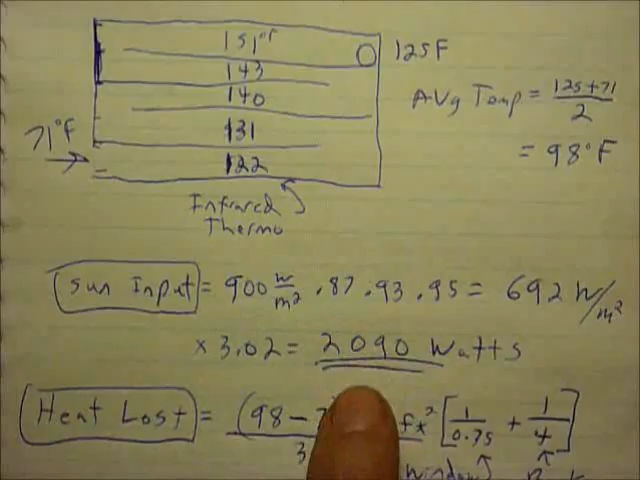 151°F
125F
143
140
Avg Temp = 125+71 / 2
131
71°F
= 98°F
122
Infrared
Thermo
Sun Input = 900 W/m² . .87 . .93 . .95 = 692 W/m²
x 3.02 = 2090 Watts
Heat Lost = (98 - 7 ft² [1/0.75 + 1/4]
3
Window